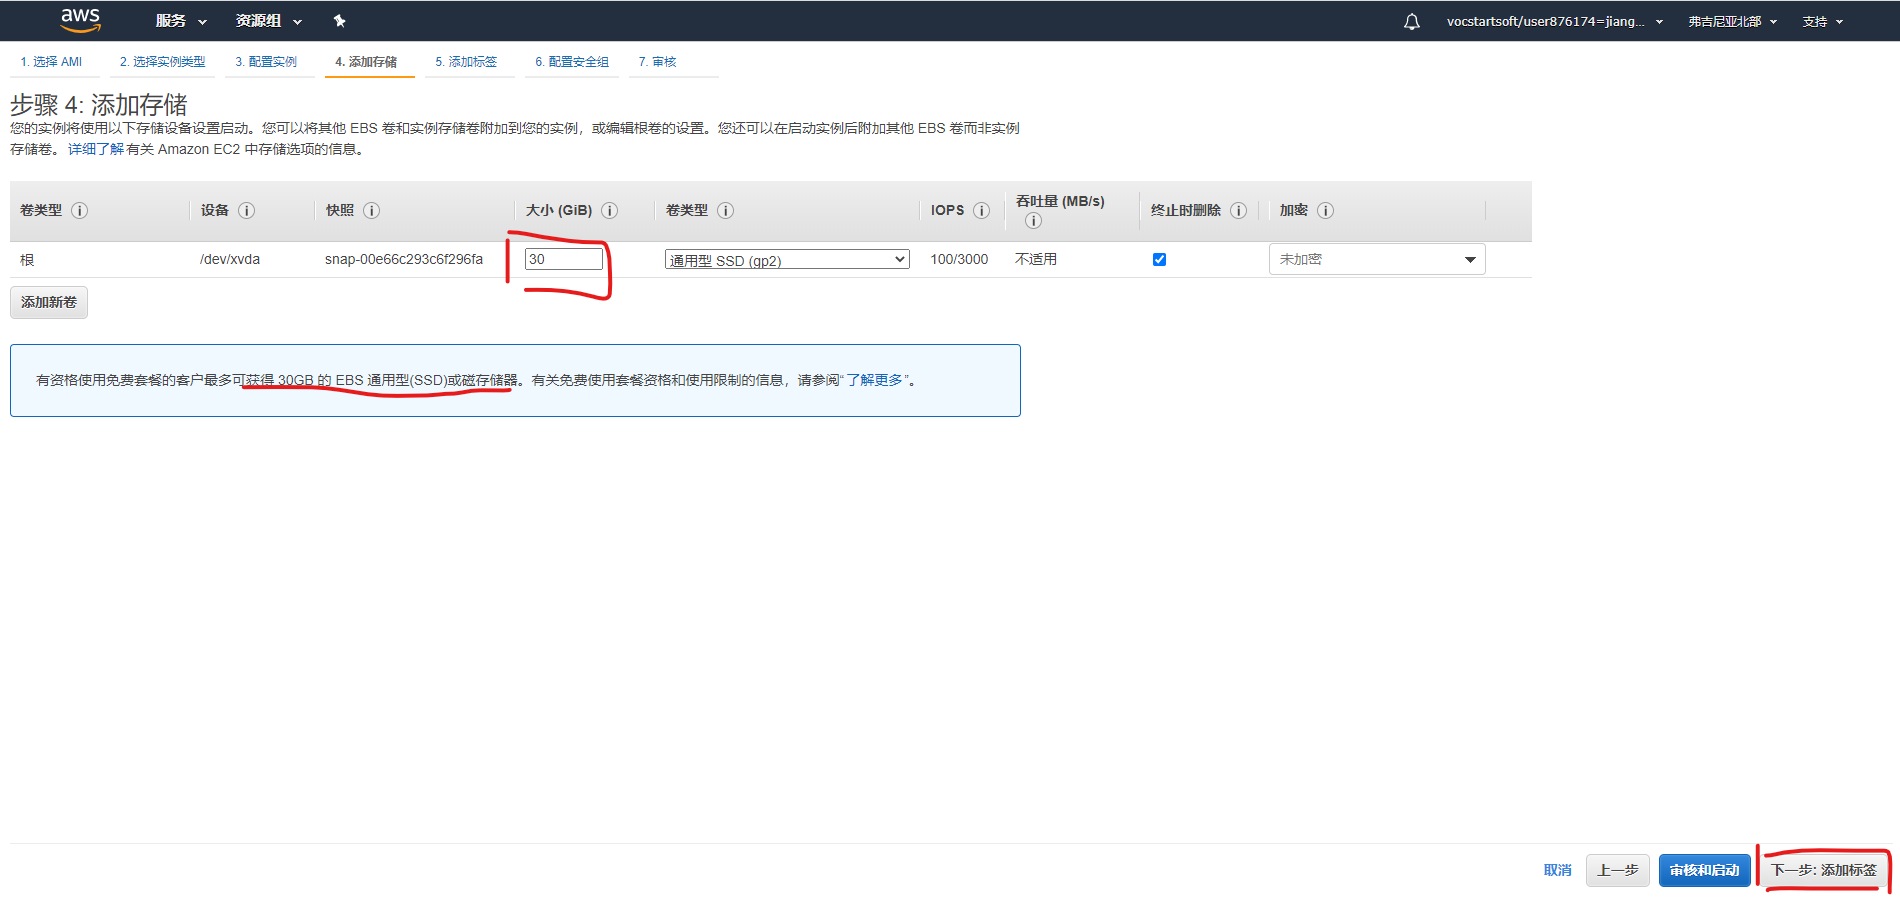 aws 服务 资源组 vocstartsoft/user876174=jiang... 弗吉尼亚北部 支持
1. 选择 AMI 2. 选择实例类型 3. 配置实例 4. 添加存储 5. 添加标签 6. 配置安全组 7. 审核
步骤 4: 添加存储
您的实例将使用以下存储设备设置启动。您可以将其他 EBS 卷和实例存储卷附加到您的实例，或编辑根卷的设置。您还可以在启动实例后附加其他 EBS 卷而非实例
存储卷。 详细了解 有关 Amazon EC2 中存储选项的信息。
卷类型 设备 快照 大小 (GiB) 卷类型 IOPS 吞吐量 (MB/s) 终止时删除 加密
根 /dev/xvda snap-00e66c293c6f296fa 30 通用型 SSD (gp2) 100/3000 不适用 未加密
添加新卷
有资格使用免费套餐的客户最多可获得 30GB 的 EBS 通用型(SSD)或磁存储器。有关免费使用套餐资格和使用限制的信息，请参阅“了解更多”。
取消 上一步 审核和启动 下一步: 添加标签